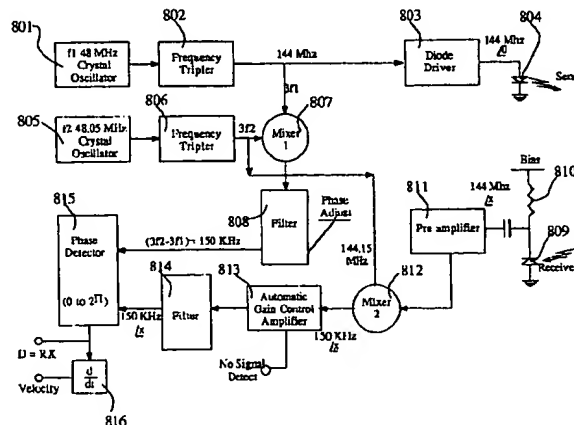 801
802
803
804
f1 48 MHz
Crystal
Oscillator
Frequency
Tripler
144 Mhz
Diode
Driver
144 Mhz
/0
Send
3f1
805
806
807
f2 48.05 MHz
Crystal
Oscillator
Frequency
Tripler
3f2
Mixer
1
810
Bias
811
144 Mhz
/x
Pre amplifier
809
Receive
815
808
Filter
Phase
Adjust
Phase
Detector
(0 to 2Π)
(3f2-3f1)= 150 KHz
144.15
MHz
812
Mixer
2
814
813
Filter
Automatic
Gain Control
Amplifier
150 KHz
/x
150 KHz
/x
No Signal
Detect
D = RX
d
dt
Velocity
816